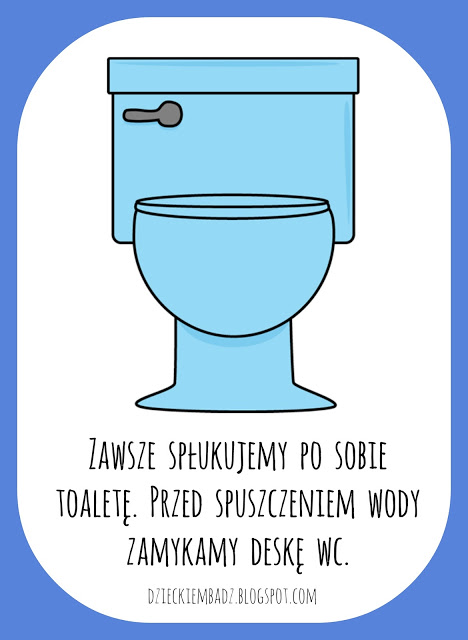 Zawsze spłukujemy po sobie
toaletę. Przed spuszczeniem wody
zamykamy deskę wc.
dzieckiembadz.blogspot.com